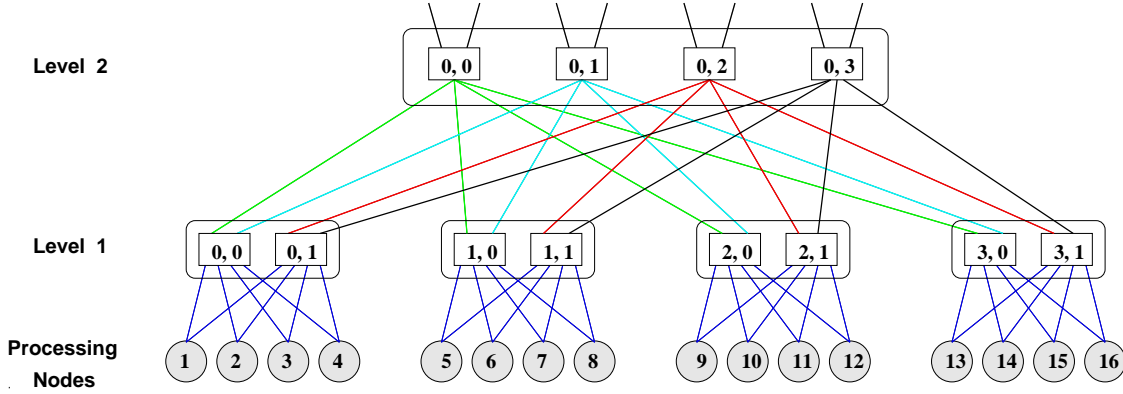 Level 2
0, 0 0, 1 0, 2 0, 3
Level 1
0, 0 0, 1 1, 0 1, 1 2, 0 2, 1 3, 0 3, 1
Processing
Nodes
1 2 3 4 5 6 7 8 9 10 11 12 13 14 15 16